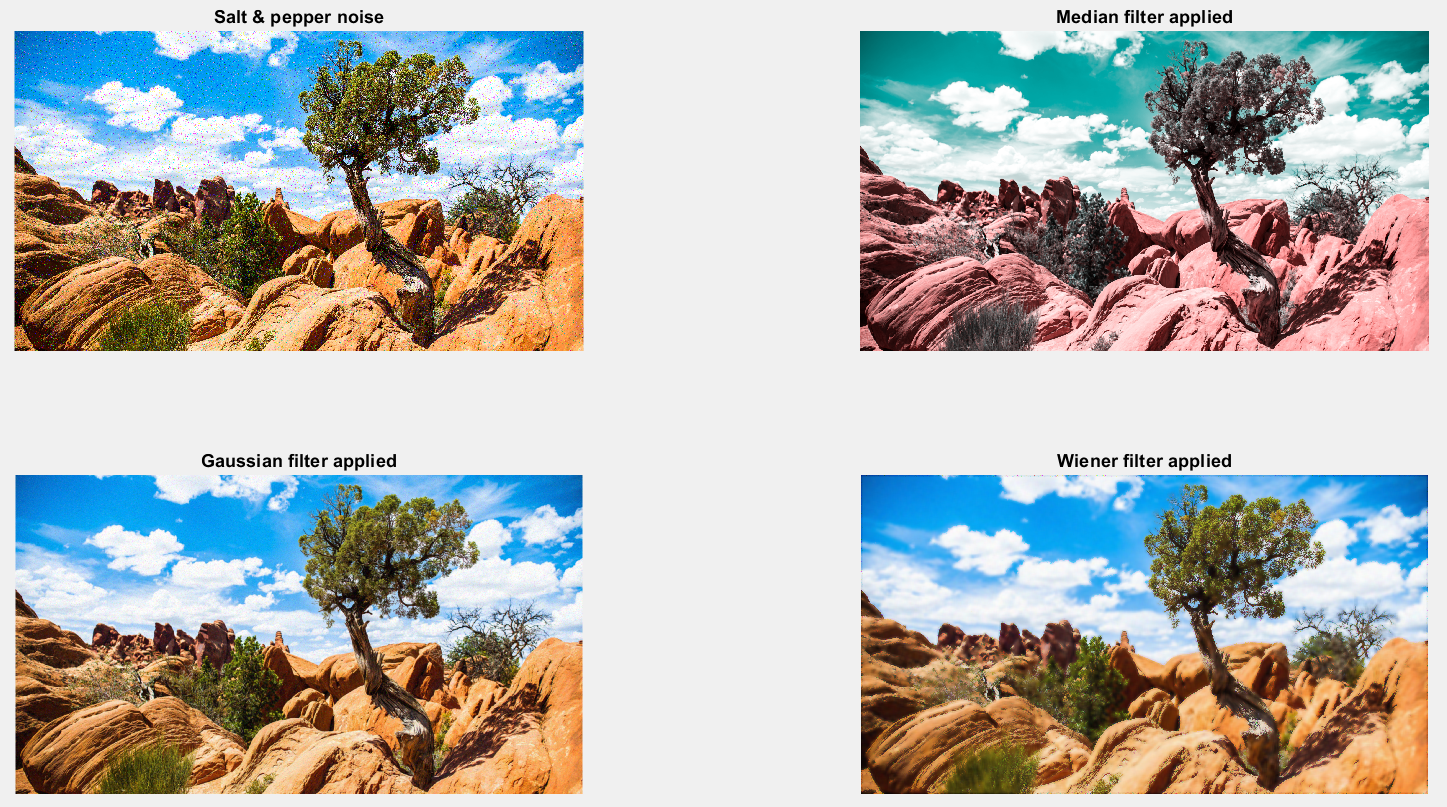 Salt & pepper noise
Median filter applied
Gaussian filter applied
Wiener filter applied